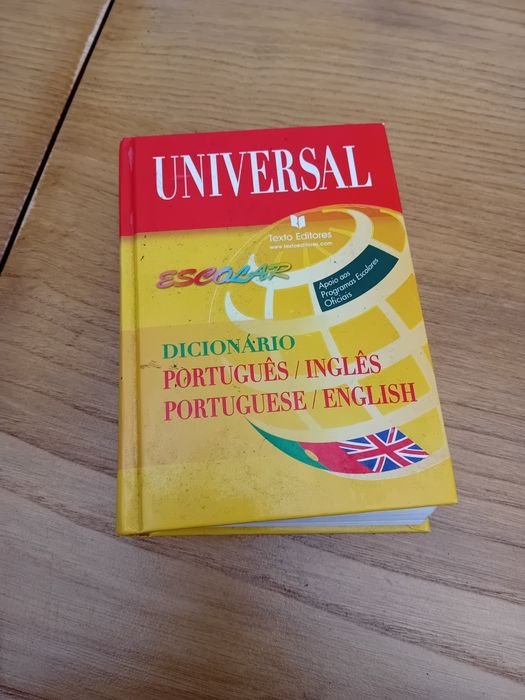 UNIVERSAL
Texto Editores
www.textoeditores.com
ESCOLAR
Apoio aos
Programas Escolares
Oficiais
DICIONÁRIO
PORTUGUÊS / INGLÊS
PORTUGUESE / ENGLISH